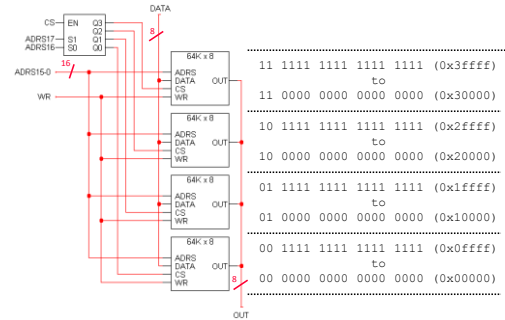 DATA
8
CS EN Q3
Q2
ADRS17 S1 Q1
ADRS16 S0 Q0
16
ADRS15-0
WR
64K x 8
ADRS
DATA OUT
CS
WR
11 1111 1111 1111 1111 (0x3ffff)
to
11 0000 0000 0000 0000 (0x30000)
64K x 8
ADRS
DATA OUT
CS
WR
10 1111 1111 1111 1111 (0x2ffff)
to
10 0000 0000 0000 0000 (0x20000)
64K x 8
ADRS
DATA OUT
CS
WR
01 1111 1111 1111 1111 (0x1ffff)
to
01 0000 0000 0000 0000 (0x10000)
64K x 8
ADRS
DATA OUT
CS
WR
00 1111 1111 1111 1111 (0x0ffff)
to
00 0000 0000 0000 0000 (0x00000)
8
OUT